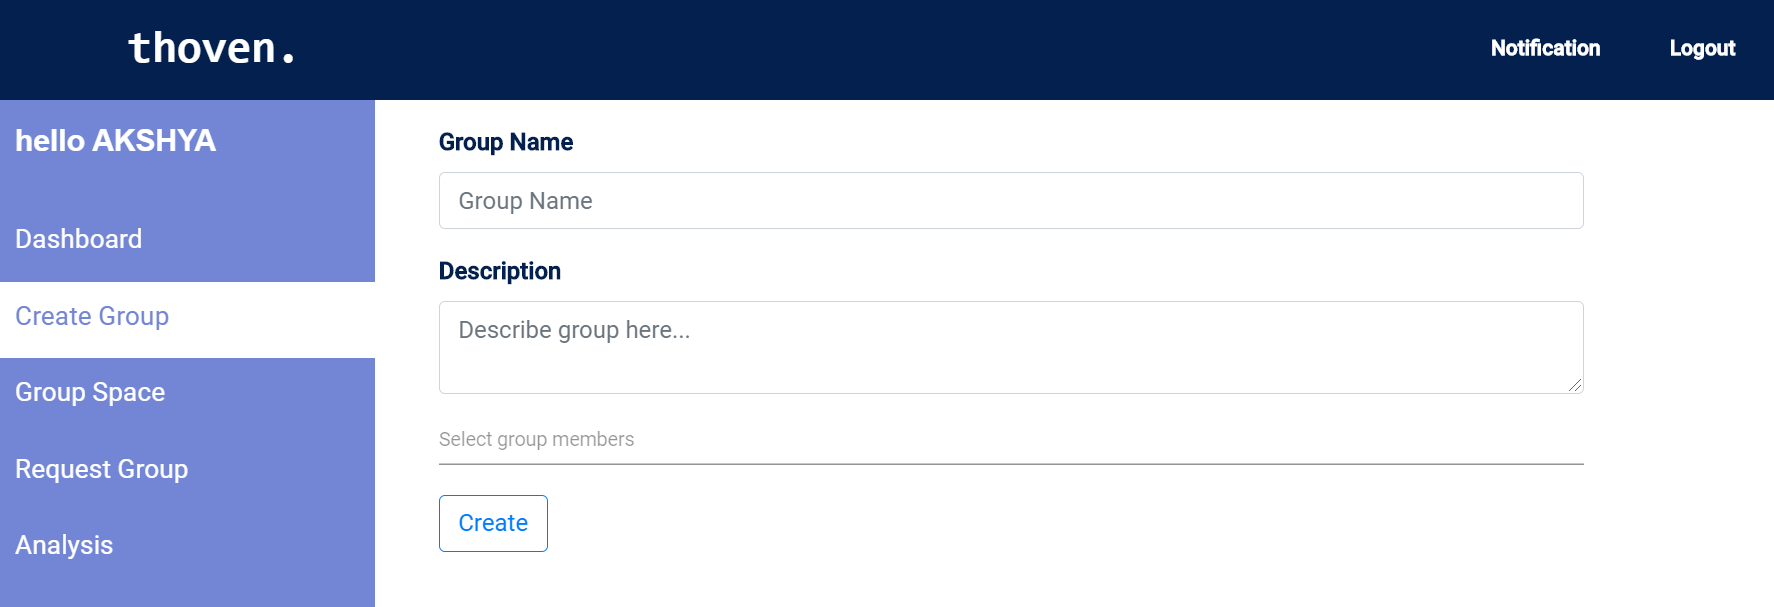 thoven.
Notification
Logout
hello AKSHYA
Dashboard
Create Group
Group Space
Request Group
Analysis
Group Name
Group Name
Description
Describe group here...
Select group members
Create